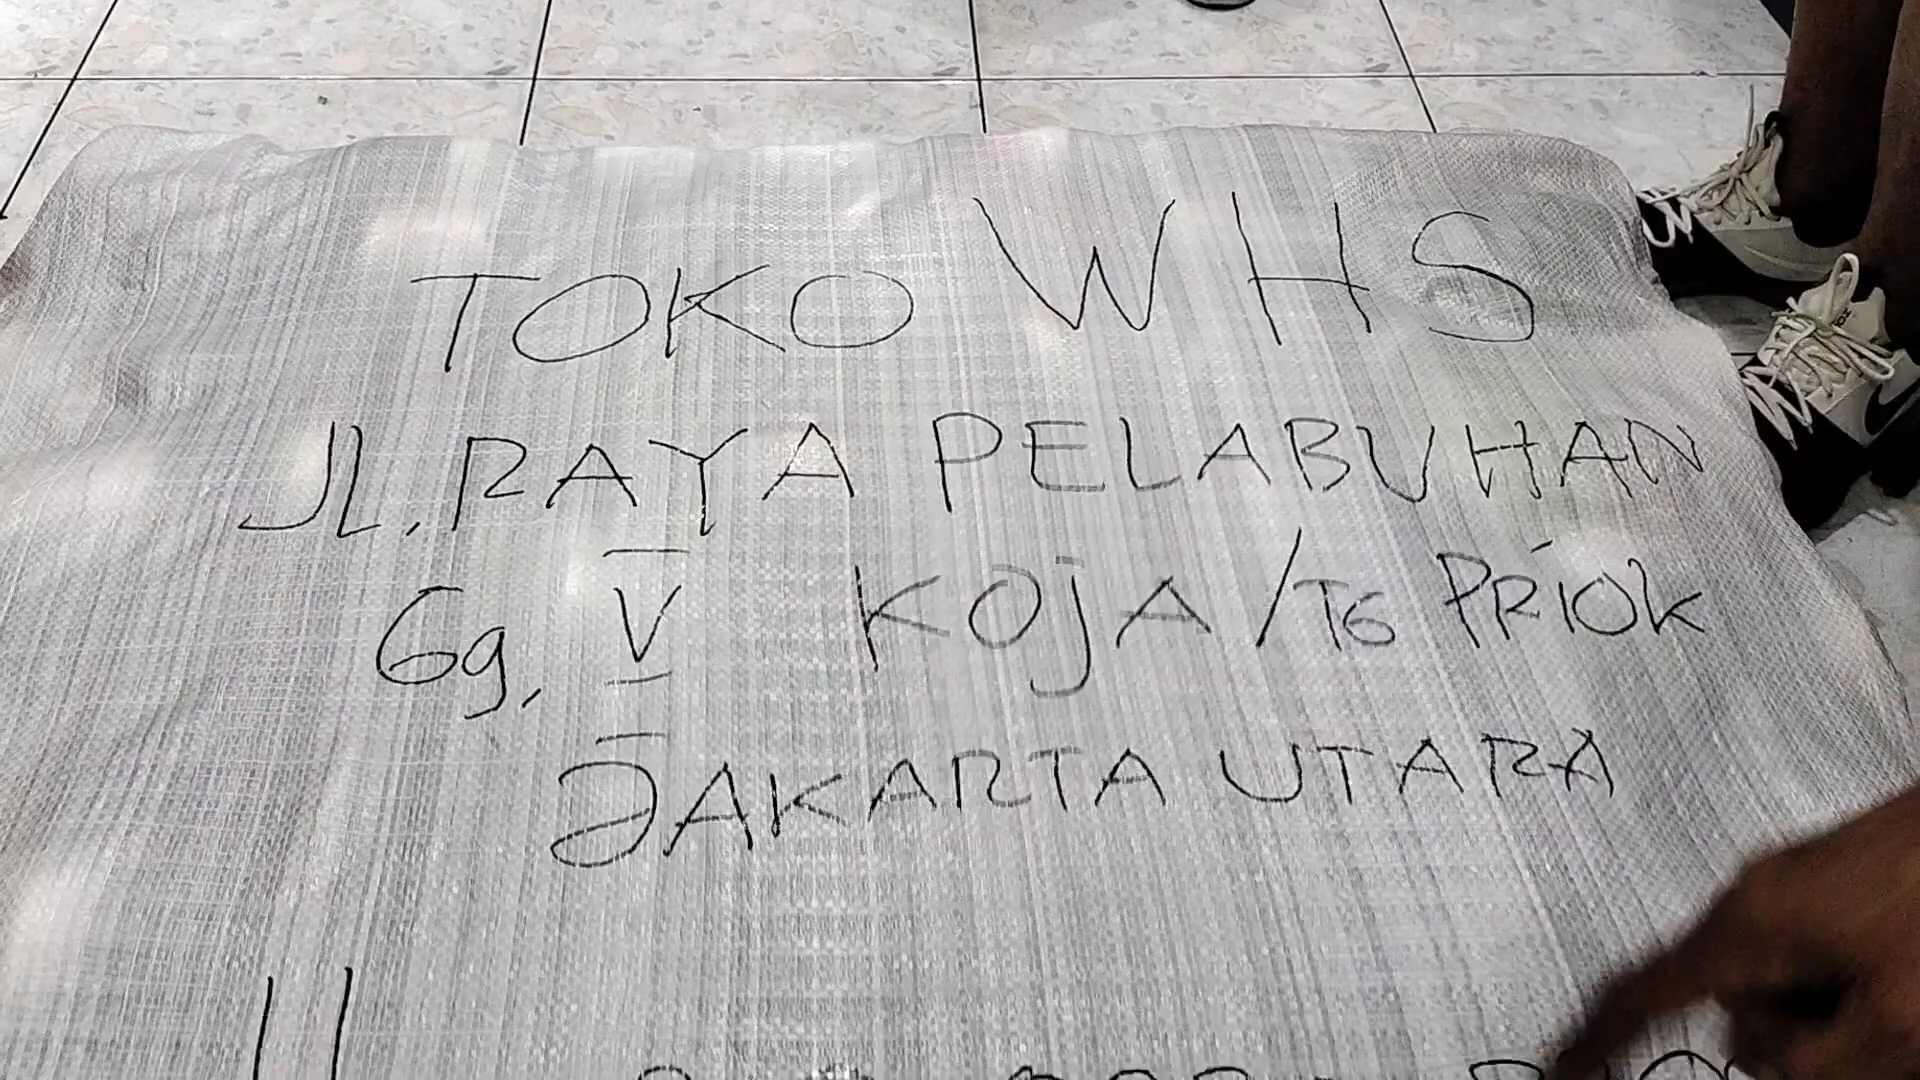 TOKO WHS
JL. RAYA PELABUHAN
Gg. V KOJA / TG PRIOK
JAKARTA UTARA